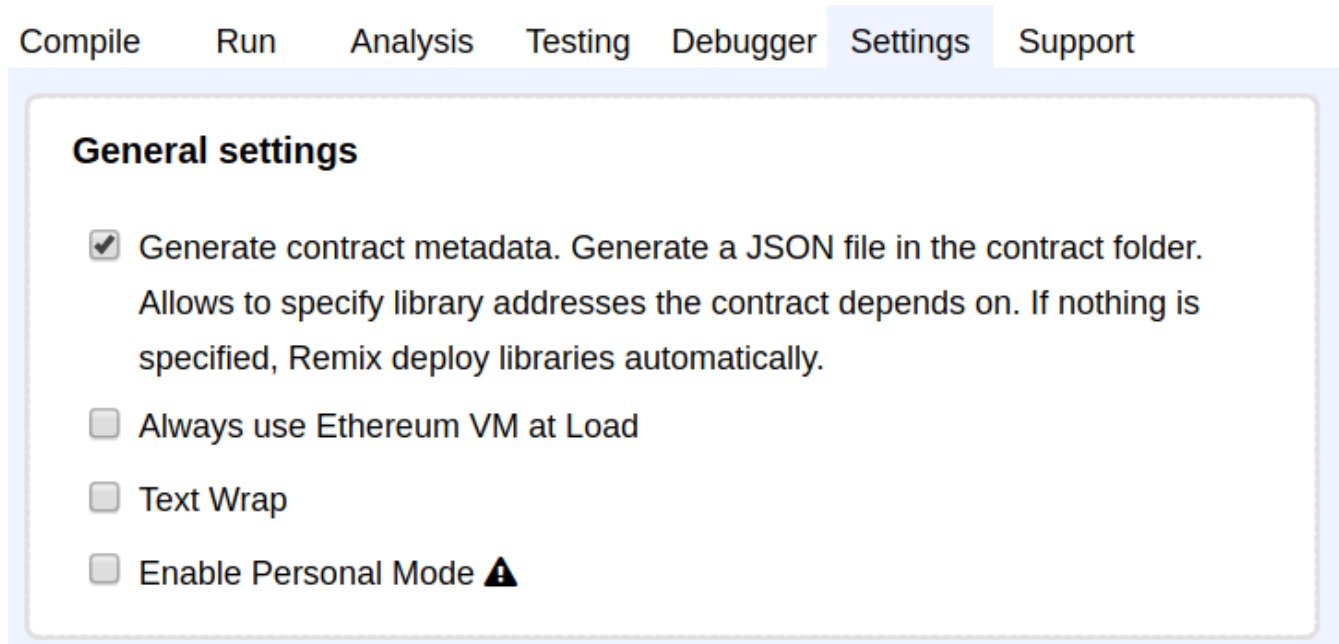 Compile Run Analysis Testing Debugger Settings Support
General settings
Generate contract metadata. Generate a JSON file in the contract folder.
Allows to specify library addresses the contract depends on. If nothing is
specified, Remix deploy libraries automatically.
Always use Ethereum VM at Load
Text Wrap
Enable Personal Mode